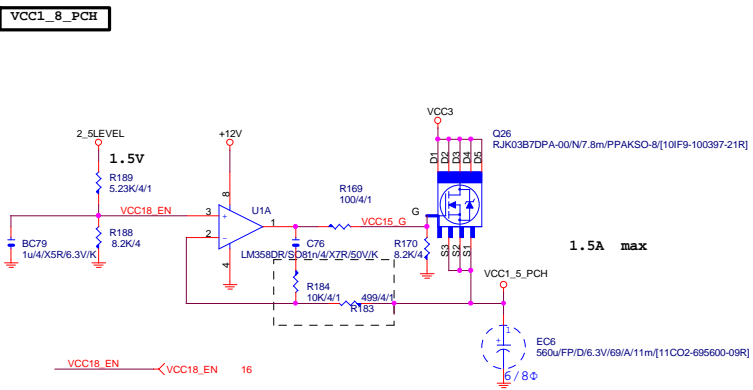 VCC1_8_PCH
VCC3
Q26
RJK03B7DPA-00/N/7.8m/PPAKSO-8/[10IF9-100397-21R]
2_5LEVEL
+12V
1.5V
D1
D2
D3
D4
D5
R189
5.23K/4/1
8
R169
100/4/1
VCC18_EN
3
+
U1A
1
VCC15_G
G
2
-
BC79
1u/4/X5R/6.3V/K
R188
8.2K/4
4
C76
LM358DR/SO81n/4/X7R/50V/K
R170
8.2K/4
S3
S2
S1
1.5A max
VCC1_5_PCH
R184
10K/4/1
499/4/1
R183
1
+
EC6
560u/FP/D/6.3V/69/A/11m/[11CO2-695600-09R]
6/8Φ
VCC18_EN
VCC18_EN 16